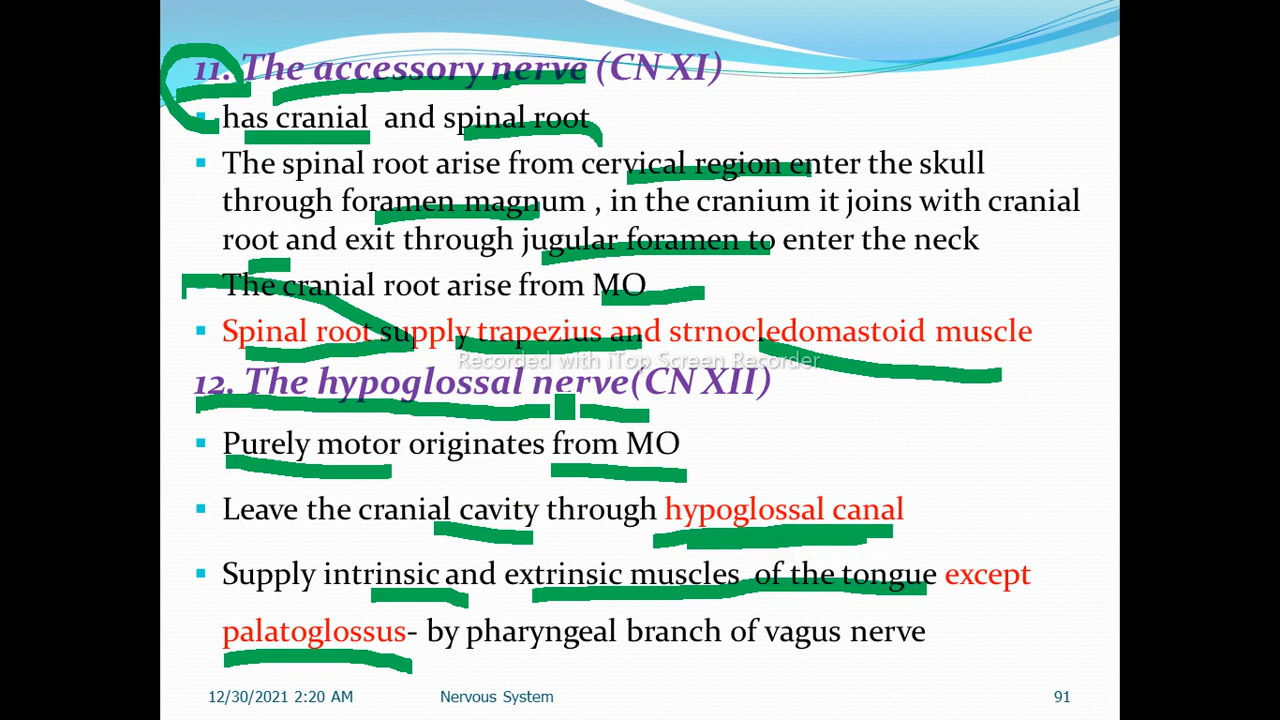 11. The accessory nerve (CN XI)
▪ has cranial and spinal root
▪ The spinal root arise from cervical region enter the skull
through foramen magnum , in the cranium it joins with cranial
root and exit through jugular foramen to enter the neck
The cranial root arise from MO
▪ Spinal root supply trapezius and strnocledomastoid muscle
Recorded with iTop Screen Recorder
12. The hypoglossal nerve(CN XII)
▪ Purely motor originates from MO
▪ Leave the cranial cavity through hypoglossal canal
▪ Supply intrinsic and extrinsic muscles of the tongue except
palatoglossus- by pharyngeal branch of vagus nerve
12/30/2021 2:20 AM Nervous System 91